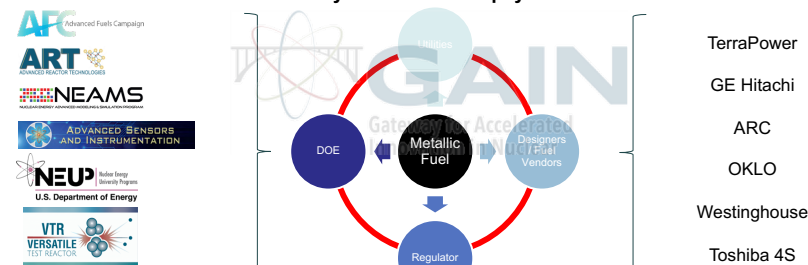 AFC Advanced Fuels Campaign
ART
ADVANCED REACTOR TECHNOLOGIES
NEAMS
NUCLEAR ENERGY ADVANCED MODELING & SIMULATION PROGRAM
ADVANCED SENSORS
AND INSTRUMENTATION
NEUP Nuclear Energy
University Programs
U.S. Department of Energy
VTR
VERSATILE
TEST REACTOR
Utilities
GAIN
Gateway for Accelerated
DOE
Metallic
Fuel
Designers
/ Fuel
Vendors
Regulator
TerraPower
GE Hitachi
ARC
OKLO
Westinghouse
Toshiba 4S